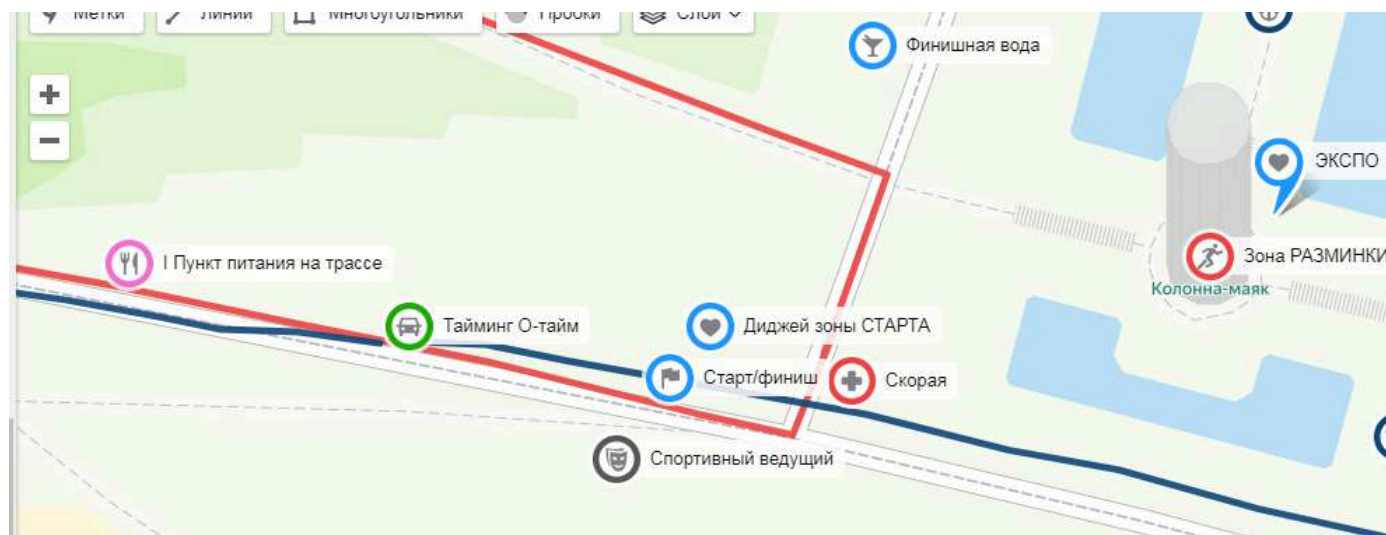 Метки
Линии
Многоугольники
Пробки
Слои
Финишная вода
ЭКСПО
I Пункт питания на трассе
Зона РАЗМИНКИ
Колонна-маяк
Тайминг О-тайм
Диджей зоны СТАРТА
Старт/финиш
Скорая
Спортивный ведущий